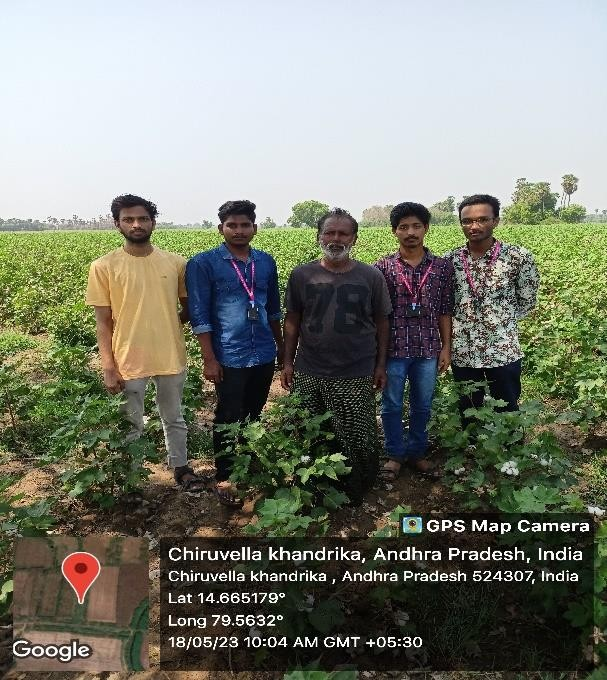 78
GPS Map Camera
Chiruvella khandrika, Andhra Pradesh, India
Chiruvella khandrika , Andhra Pradesh 524307, India
Lat 14.665179°
Long 79.5632°
18/05/23 10:04 AM GMT +05:30
Google